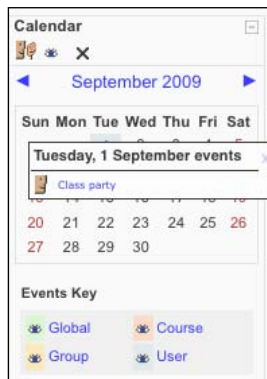 Calendar
September 2009
Sun Mon Tue Wed Thu Fri Sat
Tuesday, 1 September events
Class party
20 21 22 23 24 25 26
27 28 29 30
Events Key
Global Course
Group User